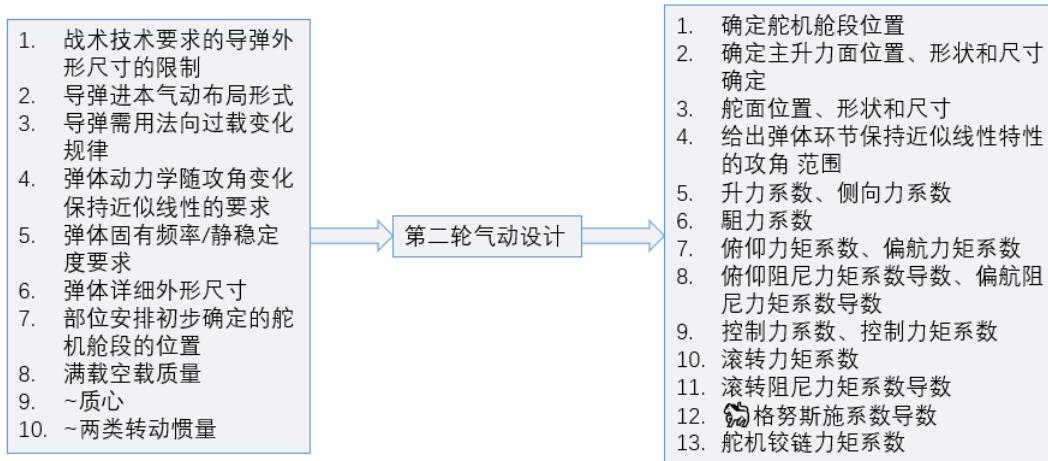 1. 战术技术要求的导弹外
形尺寸的限制
2. 导弹进本气动布局形式
3. 导弹需用法向过载变化
规律
4. 弹体动力学随攻角变化
保持近似线性的要求
5. 弹体固有频率/静稳定
度要求
6. 弹体详细外形尺寸
7. 部位安排初步确定的舵
机舱段的位置
8. 满载空载质量
9. ~质心
10. ~两类转动惯量
第二轮气动设计
1. 确定舵机舱段位置
2. 确定主升力面位置、形状和尺寸
确定
3. 舵面位置、形状和尺寸
4. 给出弹体环节保持近似线性特性
的攻角 范围
5. 升力系数、侧向力系数
6. 駔力系数
7. 俯仰力矩系数、偏航力矩系数
8. 俯仰阻尼力矩系数导数、偏航阻
尼力矩系数导数
9. 控制力系数、控制力矩系数
10. 滚转力矩系数
11. 滚转阻尼力矩系数导数
12. 格努斯施系数导数
13. 舵机铰链力矩系数